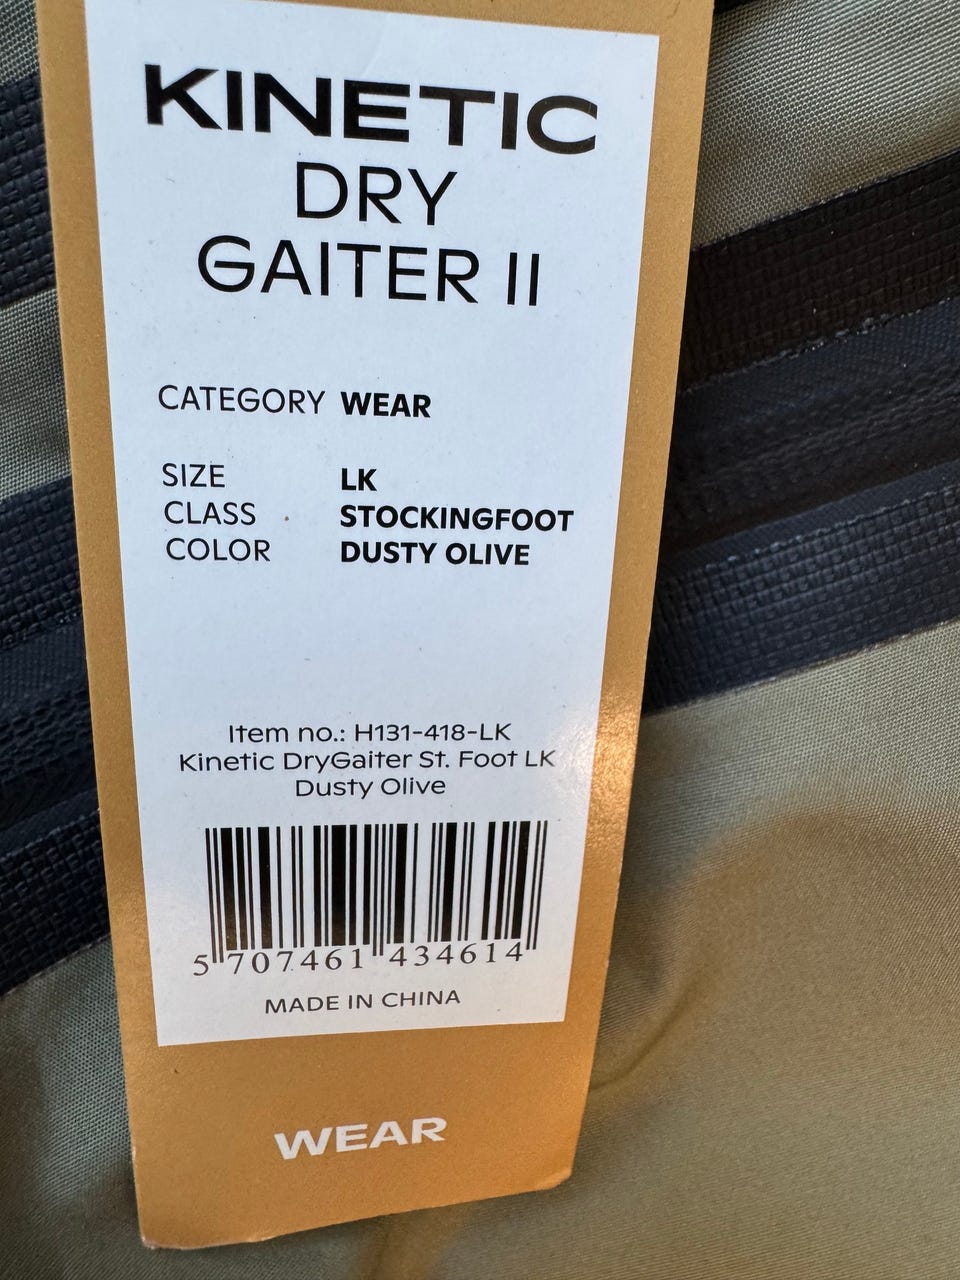 KINETIC
DRY
GAITER II
CATEGORY WEAR
SIZE LK
CLASS STOCKINGFOOT
COLOR DUSTY OLIVE
Item no.: H131-418-LK
Kinetic DryGaiter St. Foot LK
Dusty Olive
5 707461 434614
MADE IN CHINA
WEAR